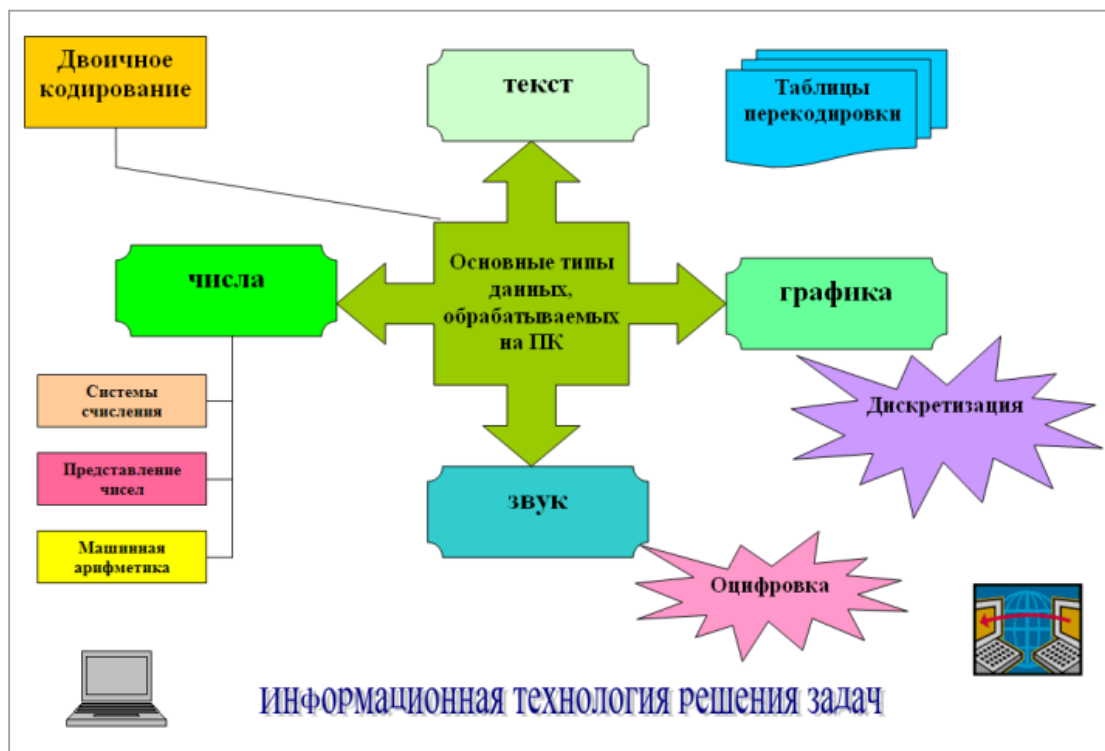 Двоичное
кодирование
текст
Таблицы
перекодировки
числа
Основные типы
данных,
обрабатываемых
на ПК
графика
Системы
счисления
Дискретизация
Представление
чисел
звук
Машинная
арифметика
Оцифровка
информационная технология решения задач